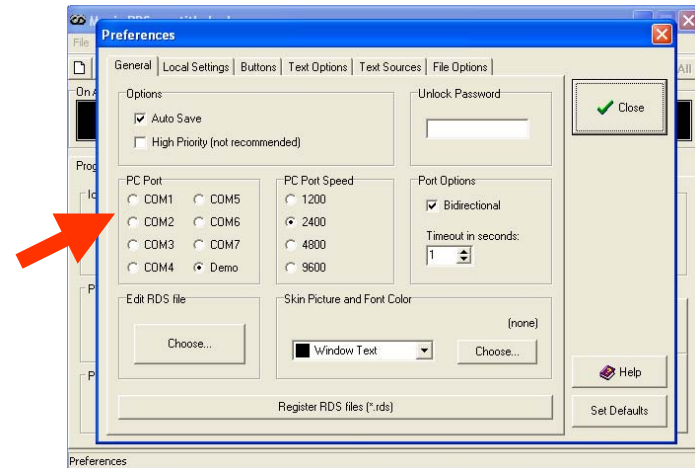 Preferences
File
All
General Local Settings Buttons Text Options Text Sources File Options
On A
Options
Auto Save
High Priority (not recommended)
Unlock Password
Close
Prog
PC Port
COM1 COM5
COM2 COM6
COM3 COM7
COM4 Demo
PC Port Speed
1200
2400
4800
9600
Port Options
Bidirectional
Timeout in seconds:
1
Edit RDS file
Choose...
Skin Picture and Font Color
(none)
Window Text
Choose...
Help
Register RDS files (*.rds)
Set Defaults
Preferences